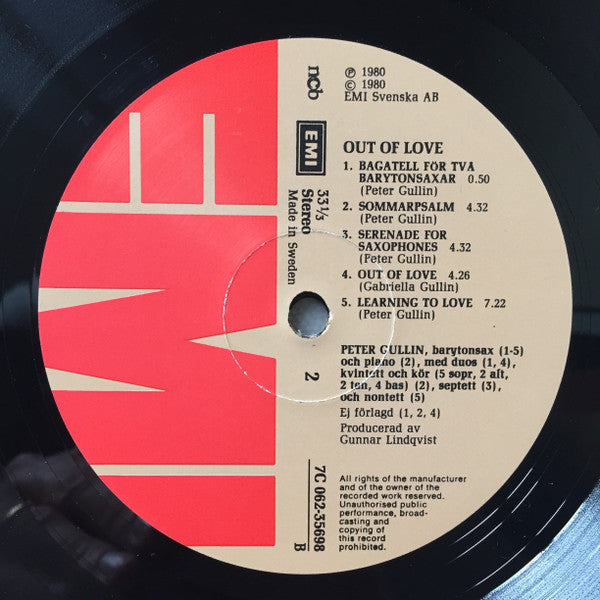 ncb
℗ 1980
© 1980
EMI Svenska AB
EMI
33 1/3
Stereo
Made in Sweden
OUT OF LOVE
1. BAGATELL FÖR TVÅ
BARYTONSAXAR 0.50
(Peter Gullin)
2. SOMMARPSALM 4.32
(Peter Gullin)
3. SERENADE FOR
SAXOPHONES 4.32
(Peter Gullin)
4. OUT OF LOVE 4.26
(Gabriella Gullin)
5. LEARNING TO LOVE 7.22
(Peter Gullin)
2
PETER GULLIN, barytonsax (1-5)
och piano (2), med duos (1, 4),
kvintett och kör (5 sopr, 2 alt,
2 ten, 4 bas) (2), septett (3),
och nontett (5)
Ej förlagd (1, 2, 4)
Producerad av
Gunnar Lindqvist
7C 062-35698
B
All rights of the manufacturer
and of the owner of the
recorded work reserved.
Unauthorised public
performance, broad-
casting and
copying of
this record
prohibited.
EMI